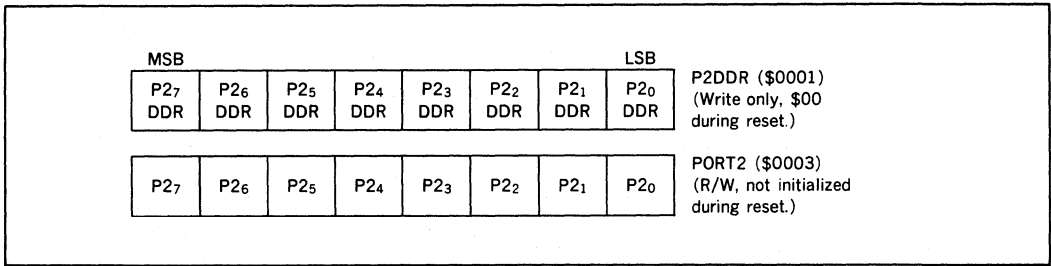 MSB LSB
P2₇ P2₆ P2₅ P2₄ P2₃ P2₂ P2₁ P2₀
DDR DDR DDR DDR DDR DDR DDR DDR
P2DDR ($0001)
(Write only, $00
during reset.)
P2₇ P2₆ P2₅ P2₄ P2₃ P2₂ P2₁ P2₀
PORT2 ($0003)
(R/W, not initialized
during reset.)